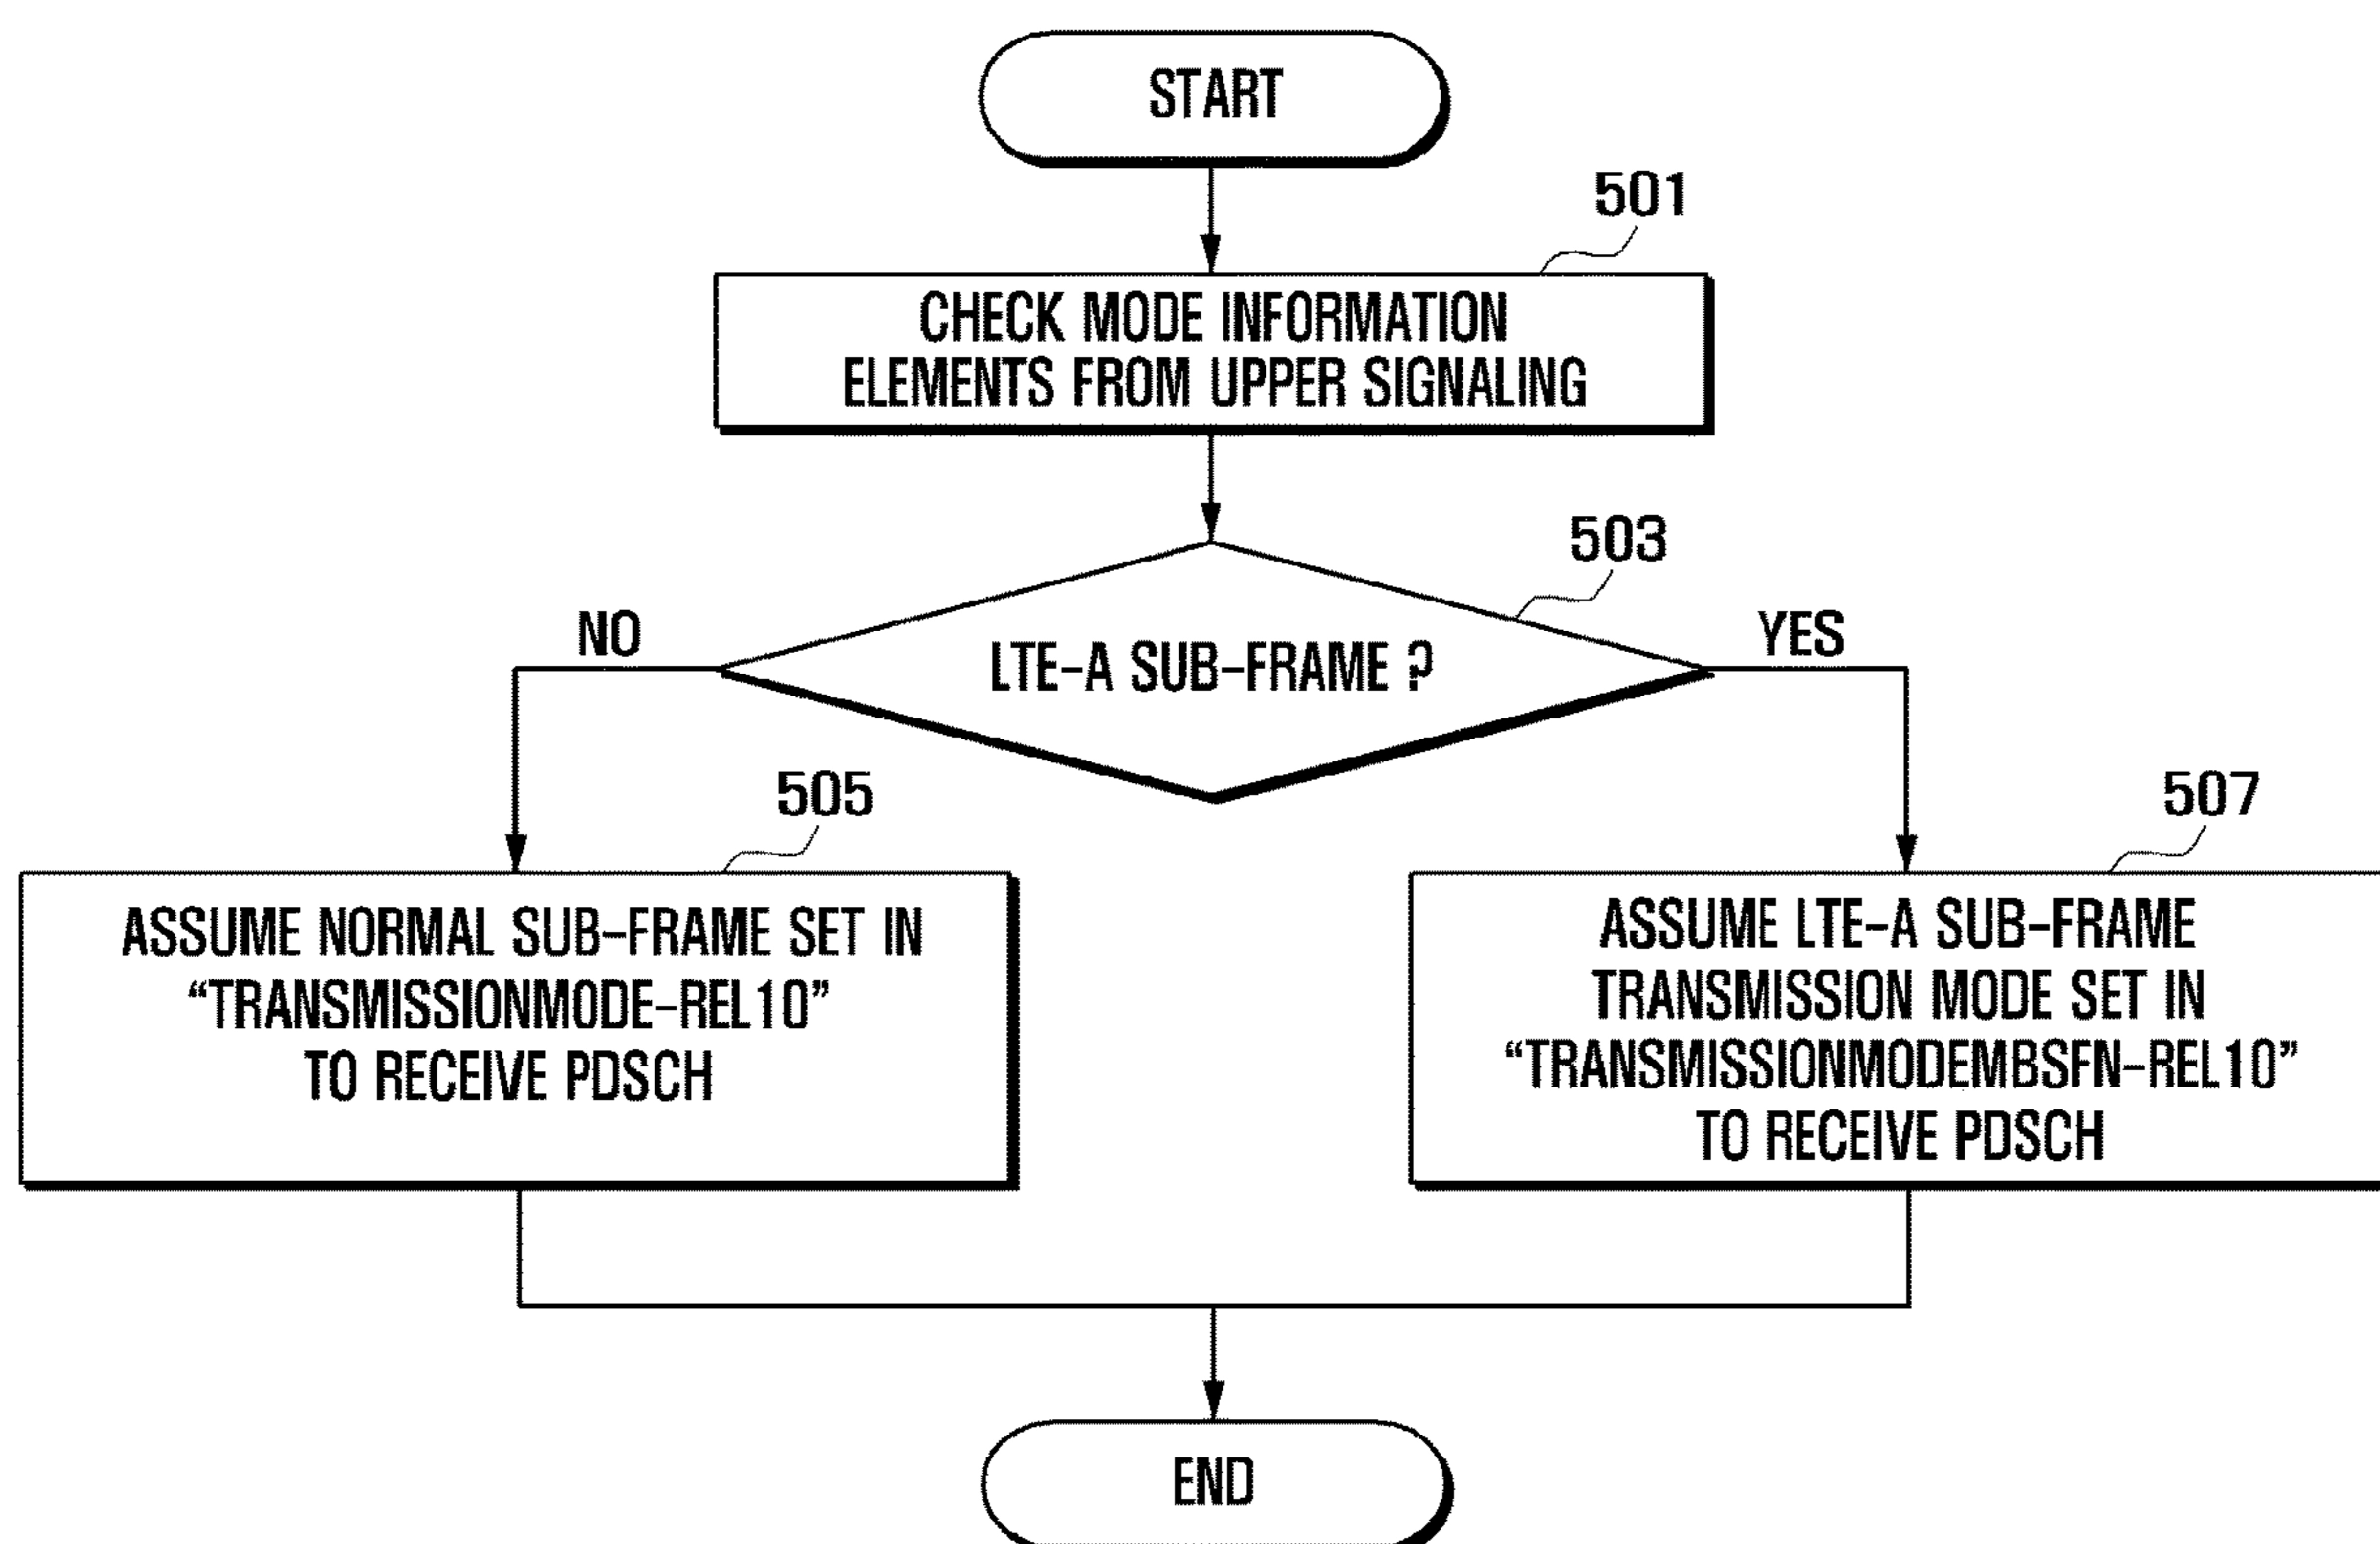 START
501
CHECK MODE INFORMATION
ELEMENTS FROM UPPER SIGNALING
503
NO
LTE-A SUB-FRAME ?
YES
505
ASSUME NORMAL SUB-FRAME SET IN
“TRANSMISSIONMODE-REL10”
TO RECEIVE PDSCH
507
ASSUME LTE-A SUB-FRAME
TRANSMISSION MODE SET IN
“TRANSMISSIONMODEMBSFN-REL10”
TO RECEIVE PDSCH
END